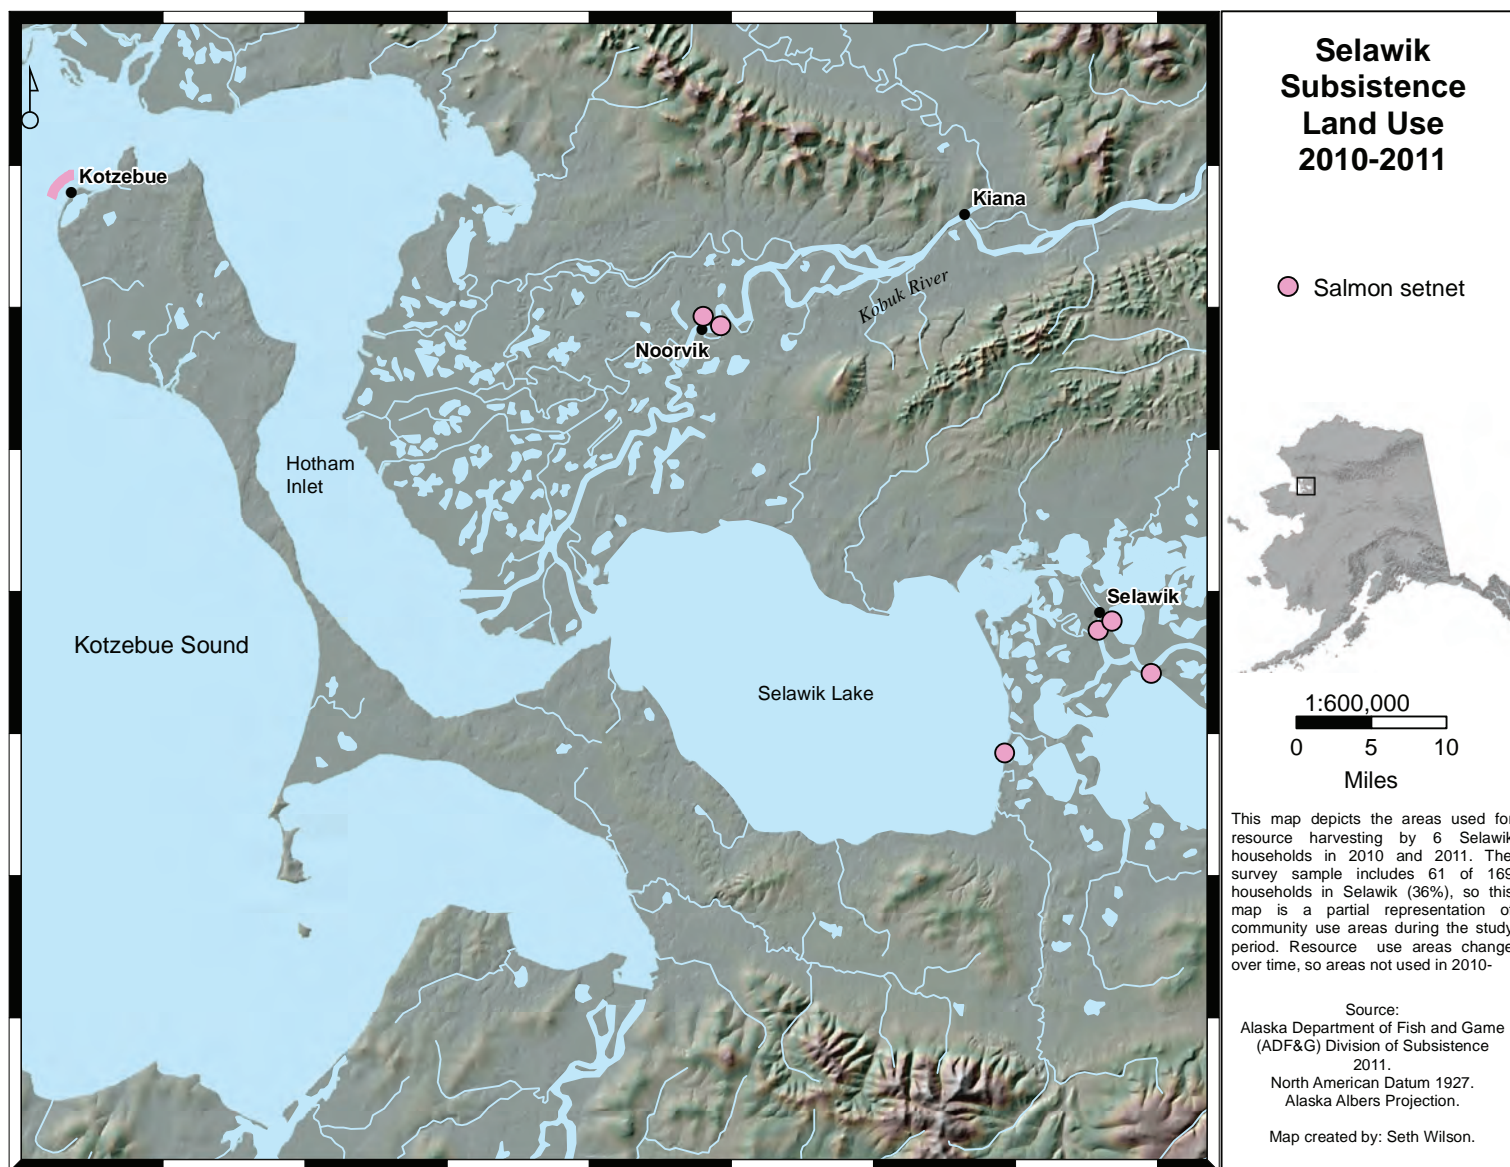 Selawik
Subsistence
Land Use
2010-2011
Salmon setnet
Kotzebue
Kiana
Kobuk River
Noorvik
Hotham
Inlet
Selawik
Kotzebue Sound
Selawik Lake
1:600,000
0 5 10
Miles
This map depicts the areas used for
resource harvesting by 6 Selawik
households in 2010 and 2011. The
survey sample includes 61 of 169
households in Selawik (36%), so this
map is a partial representation of
community use areas during the study
period. Resource use areas change
over time, so areas not used in 2010-
Source:
Alaska Department of Fish and Game
(ADF&G) Division of Subsistence
2011.
North American Datum 1927.
Alaska Albers Projection.
Map created by: Seth Wilson.